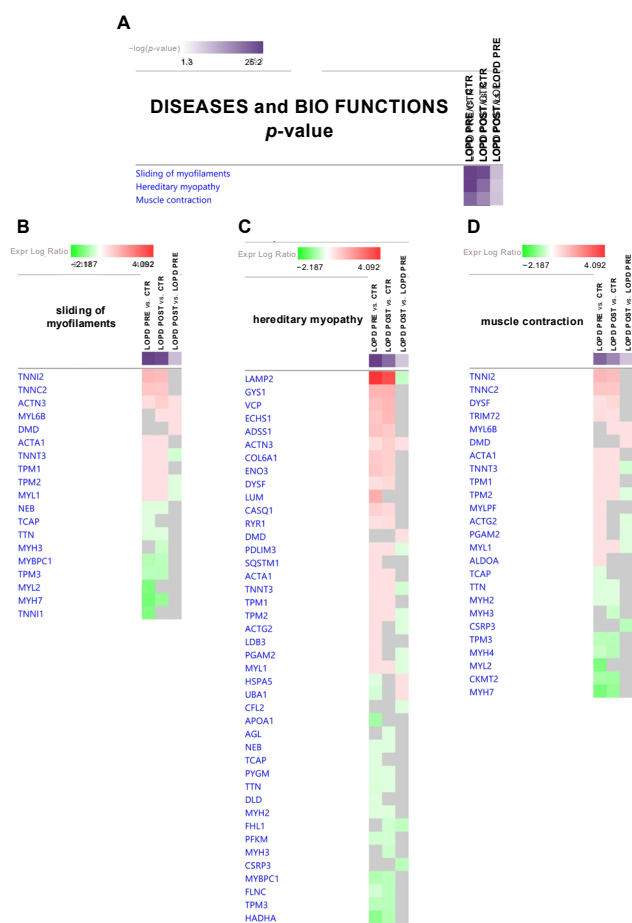 A
−log(p-value)
1.3
DISEASES and BIO FUNCTIONS
p-value
LOPD PRE
CTR
LOPD POST
CTR
LOPD POST
LOPD PRE
Sliding of myofilaments
Hereditary myopathy
Muscle contraction
B
Expr Log Ratio
4.092
sliding of
myofilaments
LOPD PRE vs. CTR
LOPD POST vs. CTR
LOPD POST vs. LOPD PRE
TNNI2
TNNC2
ACTN3
MYL6B
DMD
ACTA1
TNNT3
TPM1
TPM2
MYL1
NEB
TCAP
TTN
MYH3
MYBPC1
TPM3
MYL2
MYH7
TNNI1
C
Expr Log Ratio
−2.187
4.092
hereditary myopathy
LOPD PRE vs. CTR
LOPD POST vs. CTR
LOPD POST vs. LOPD PRE
LAMP2
GYS1
VCP
ECHS1
ADSS1
ACTN3
COL6A1
ENO3
DYSF
LUM
CASQ1
RYR1
DMD
PDLIM3
SQSTM1
ACTA1
TNNT3
TPM1
TPM2
ACTG2
LDB3
PGAM2
MYL1
HSPA5
UBA1
CFL2
APOA1
AGL
NEB
TCAP
PYGM
TTN
DLD
MYH2
FHL1
PFKM
MYH3
CSRP3
MYBPC1
FLNC
TPM3
HADHA
D
Expr Log Ratio
−2.187
4.092
muscle contraction
LOPD PRE vs. CTR
LOPD POST vs. CTR
LOPD POST vs. LOPD PRE
TNNI2
TNNC2
DYSF
TRIM72
MYL6B
DMD
ACTA1
TNNT3
TPM1
TPM2
MYLPF
ACTG2
PGAM2
MYL1
ALDOA
TCAP
TTN
MYH2
MYH3
CSRP3
TPM3
MYH4
MYL2
CKMT2
MYH7